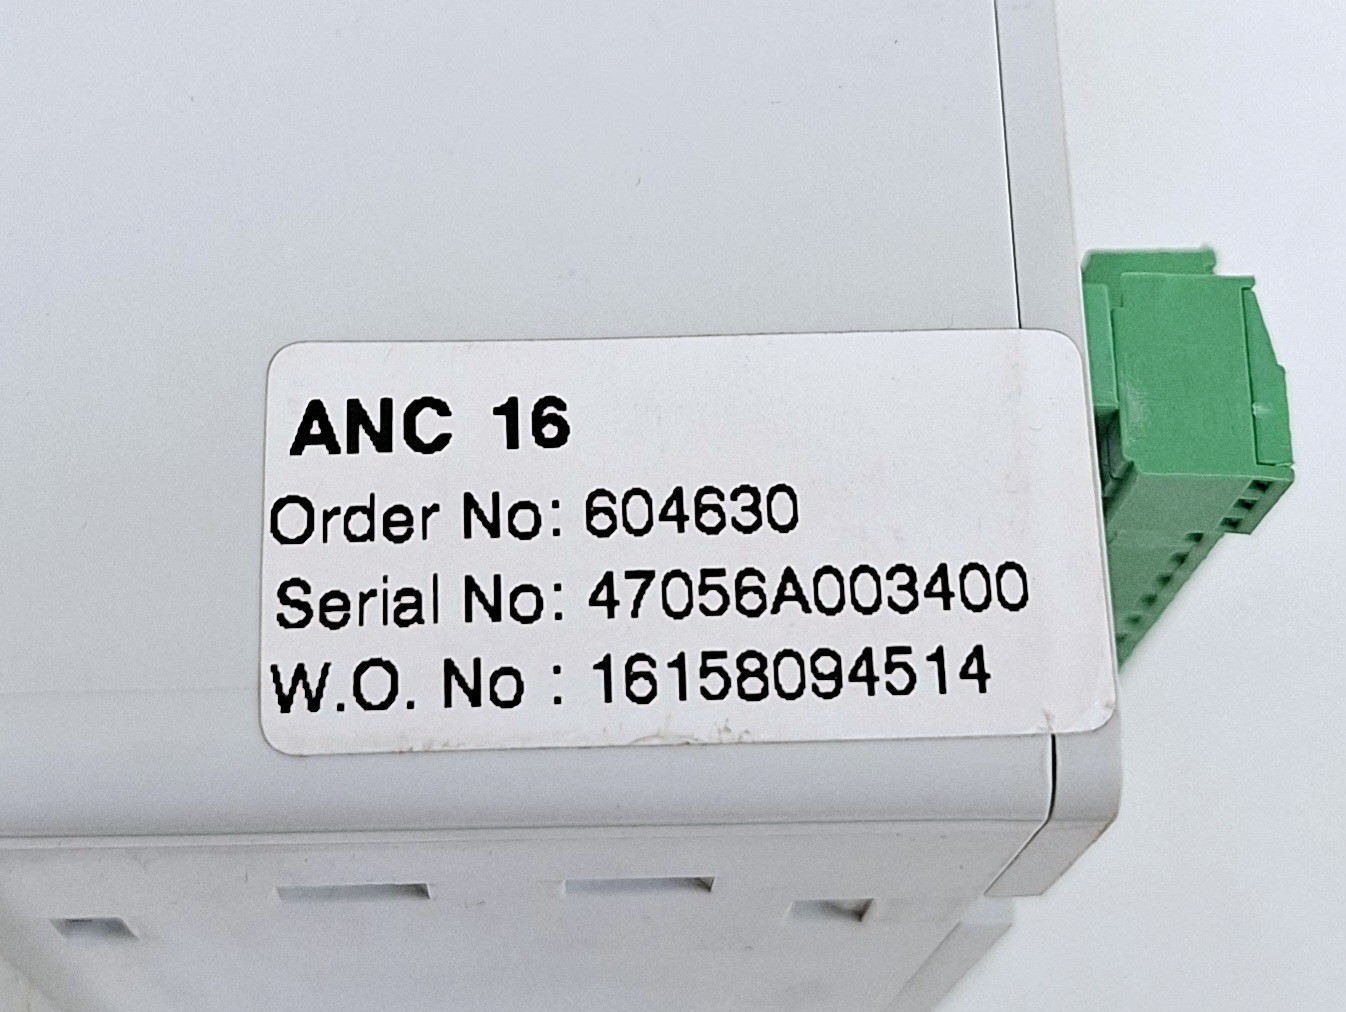 ANC 16
Order No: 604630
Serial No: 47056A003400
W.O. No : 16158094514